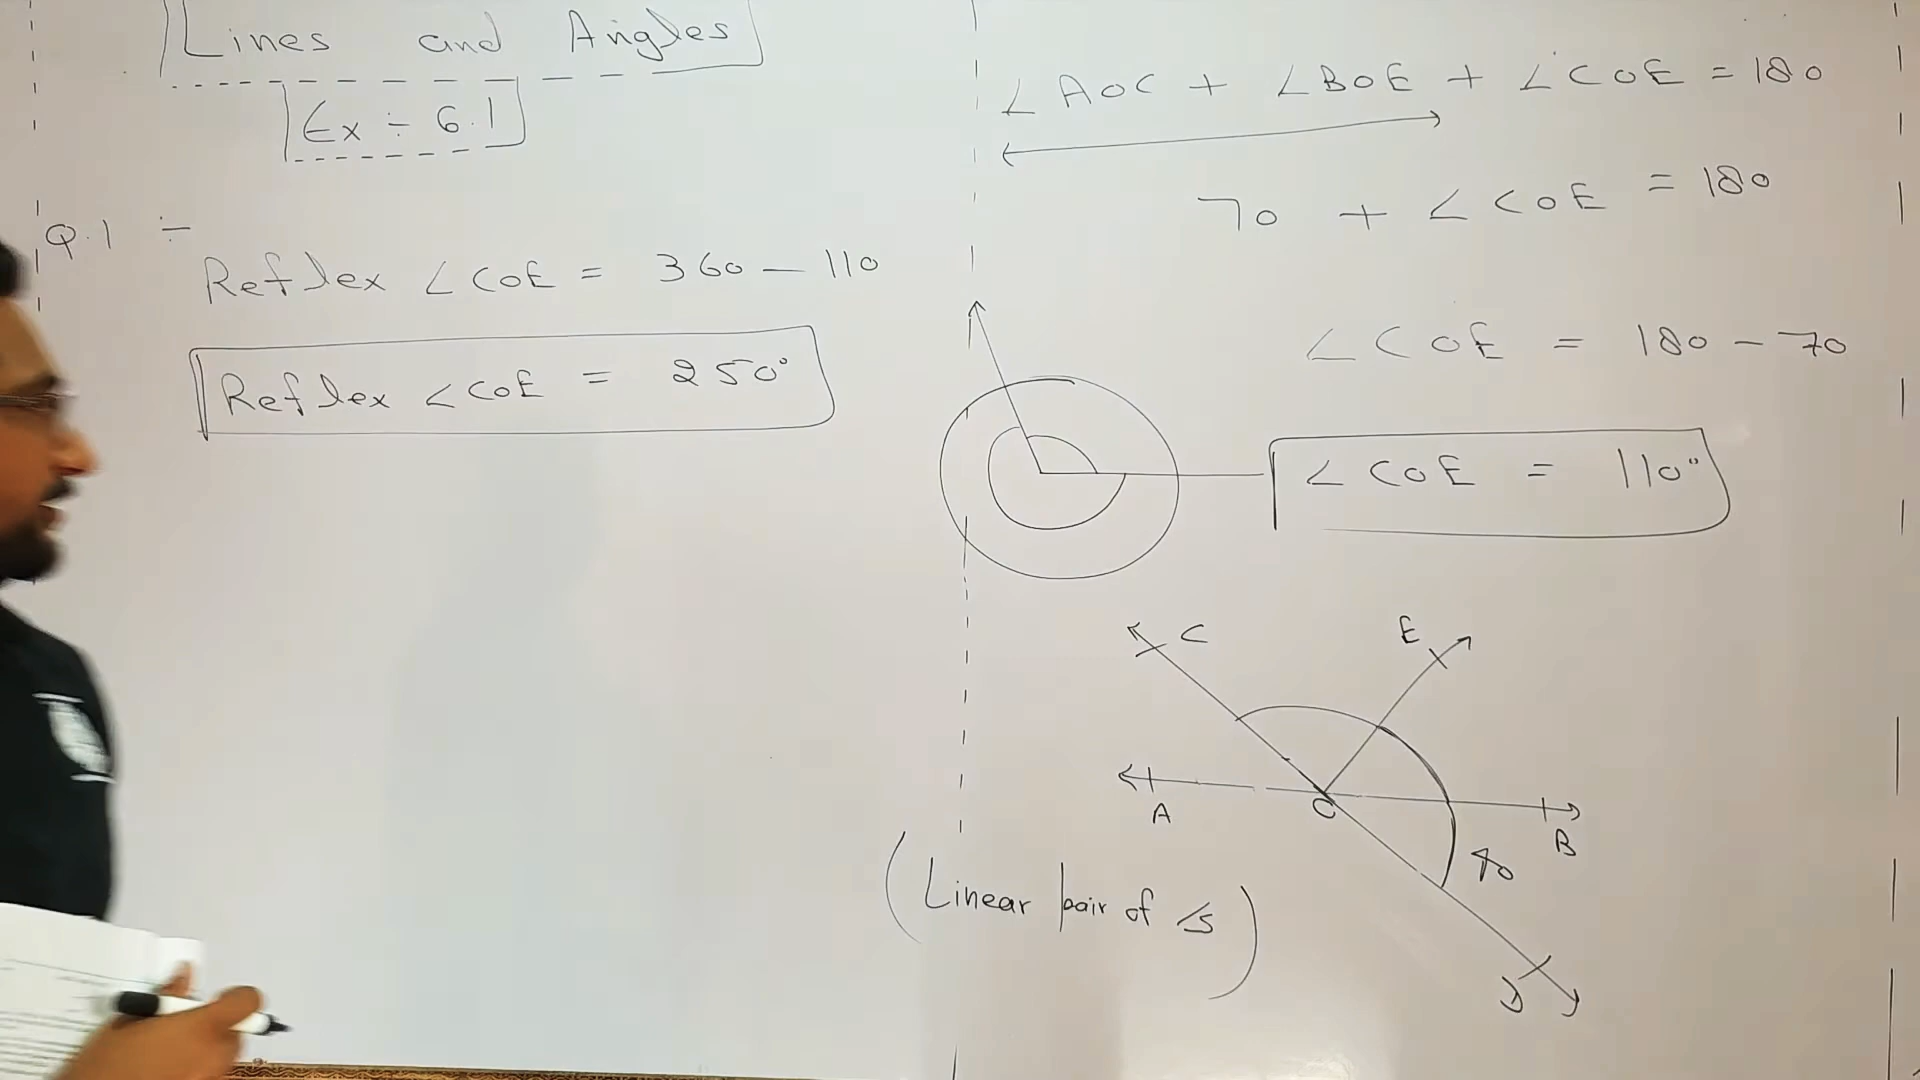 Lines and Angles
Ex ÷ 6.1
Q.1 ÷
Reflex ∠COE = 360 – 110
Reflex ∠COE = 250°
∠AOC + ∠BOE + ∠COE = 180
70 + ∠COE = 180
∠COE = 180 – 70
∠COE = 110°
C E
A O B
40
D
(Linear pair of ∠s)